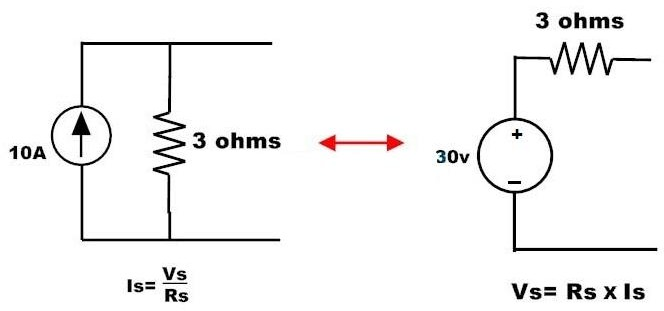 3 ohms
10A
3 ohms
30v
+
–
Is= Vs
Rs
Vs= Rs x Is